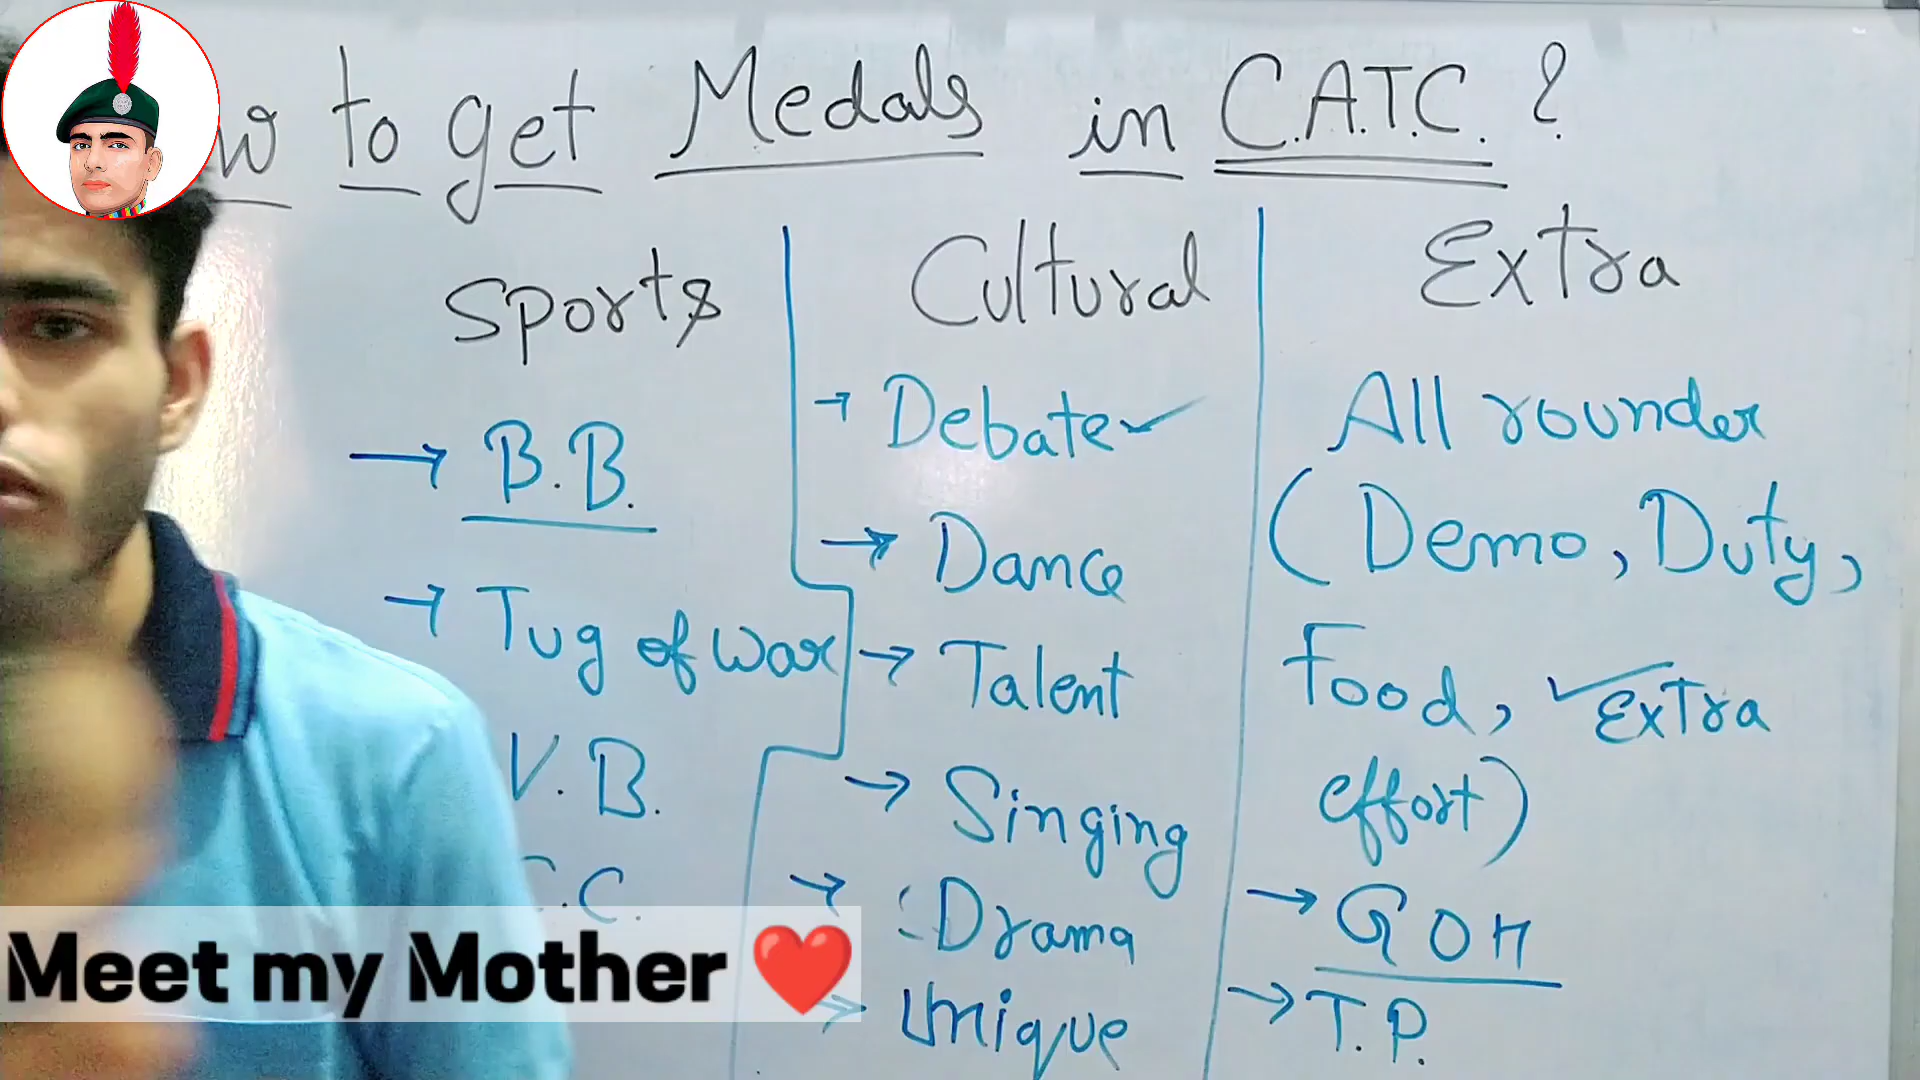 w to get Medals in C.A.T.C. ?
Sports
→ B.B.
→ Tug of war
V.B.
.C.
Cultural
→ Debate ✓
→ Dance
→ Talent
→ Singing
→ Drama
→ Unique
Extra
All rounder
(Demo, Duty,
Food, ✓Extra
effort)
→ GOH
→ T.P.
Meet my Mother ❤️